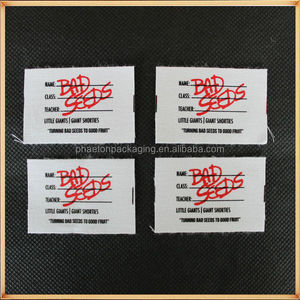 NAME:
CLASS:
TEACHER:
BAD
SEEDS
LITTLE GIANTS | GIANT SHORTIES
"TURNING BAD SEEDS TO GOOD FRUIT"
NAME:
CLASS:
TEACHER:
BAD
SEEDS
LITTLE GIANTS | GIANT SHORTIES
"TURNING BAD SEEDS TO GOOD FRUIT"
phaetonpackaging.en.alibaba.com
NAME:
CLASS:
TEACHER:
BAD
SEEDS
LITTLE GIANTS | GIANT SHORTIES
"TURNING BAD SEEDS TO GOOD FRUIT"
NAME:
CLASS:
TEACHER:
BAD
SEEDS
LITTLE GIANTS | GIANT SHORTIES
"TURNING BAD SEEDS TO GOOD FRUIT"